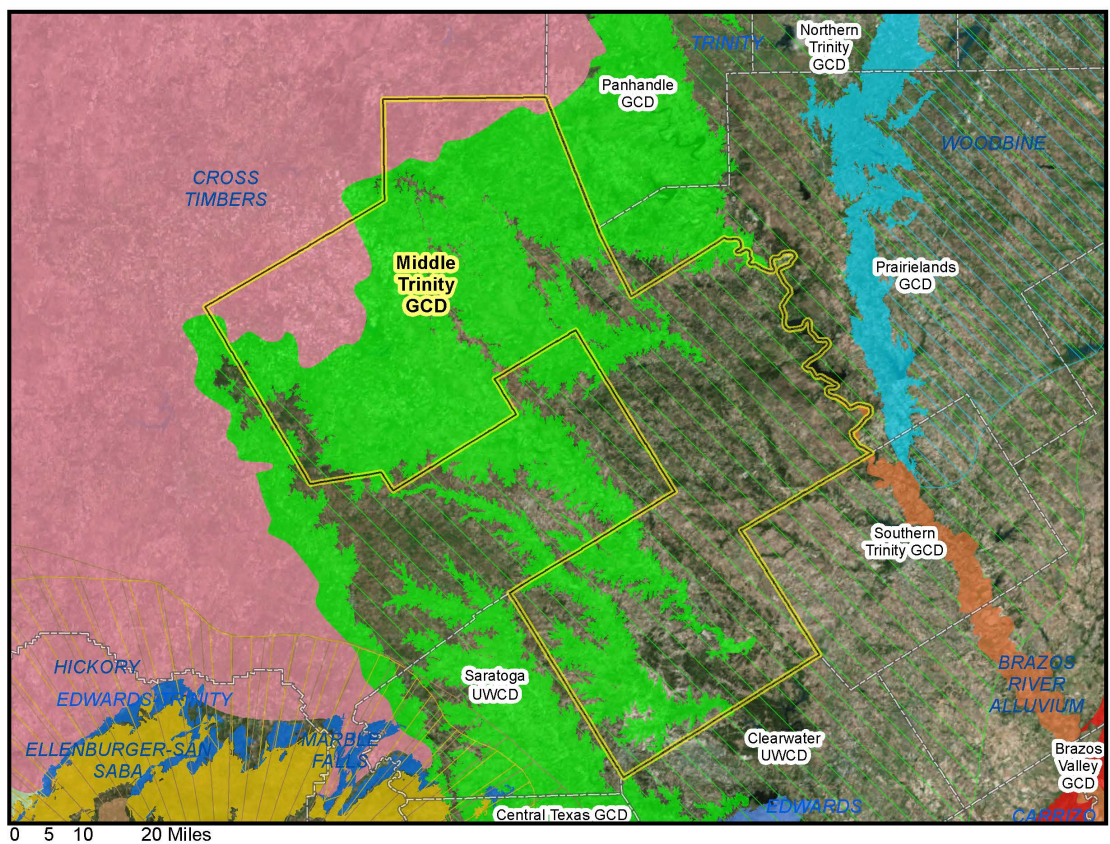 Northern
Trinity
GCD
TRINITY
Panhandle
GCD
WOODBINE
CROSS
TIMBERS
Middle
Trinity
GCD
Prairielands
GCD
Southern
Trinity GCD
HICKORY
EDWARDS-TRINITY
BRAZOS
RIVER
ALLUVIUM
Saratoga
UWCD
ELLENBURGER-SAN
SABA
MARBLE
FALLS
Clearwater
UWCD
Brazos
Valley
GCD
Central Texas GCD
EDWARDS
CARRIZO
0 5 10 20 Miles